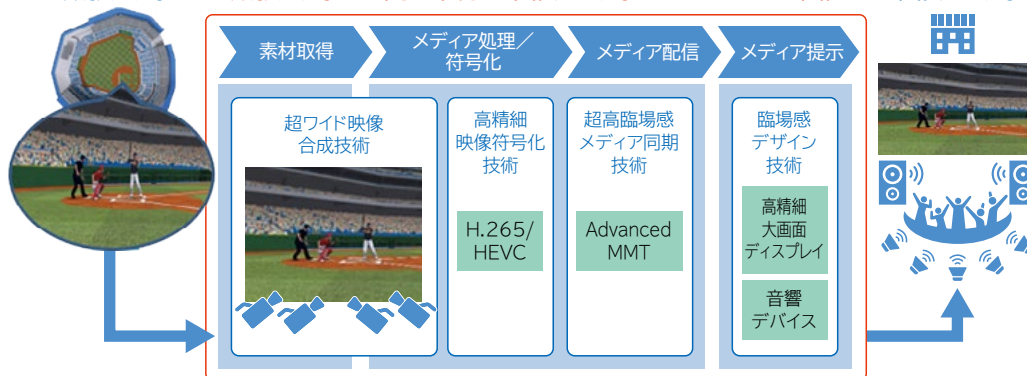 素材取得
メディア処理／
符号化
メディア配信
メディア提示
超ワイド映像
合成技術
高精細
映像符号化
技術
H.265/
HEVC
超高臨場感
メディア同期
技術
Advanced
MMT
臨場感
デザイン
技術
高精細
大画面
ディスプレイ
音響
デバイス